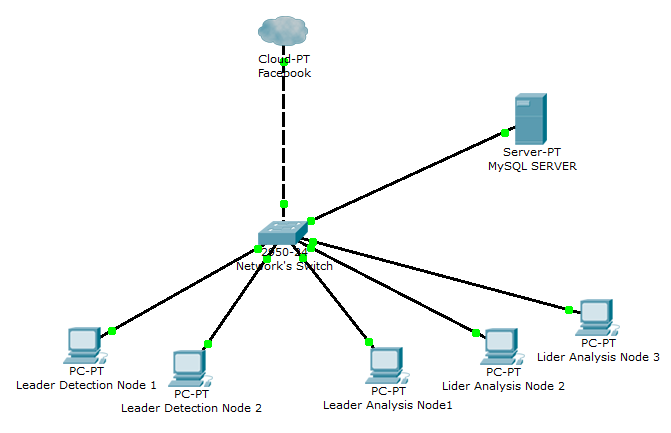 Cloud-PT
Facebook
Server-PT
MySQL SERVER
2950-24
Network's Switch
PC-PT
Leader Detection Node 1
PC-PT
Leader Detection Node 2
PC-PT
Leader Analysis Node1
PC-PT
Lider Analysis Node 2
PC-PT
Lider Analysis Node 3